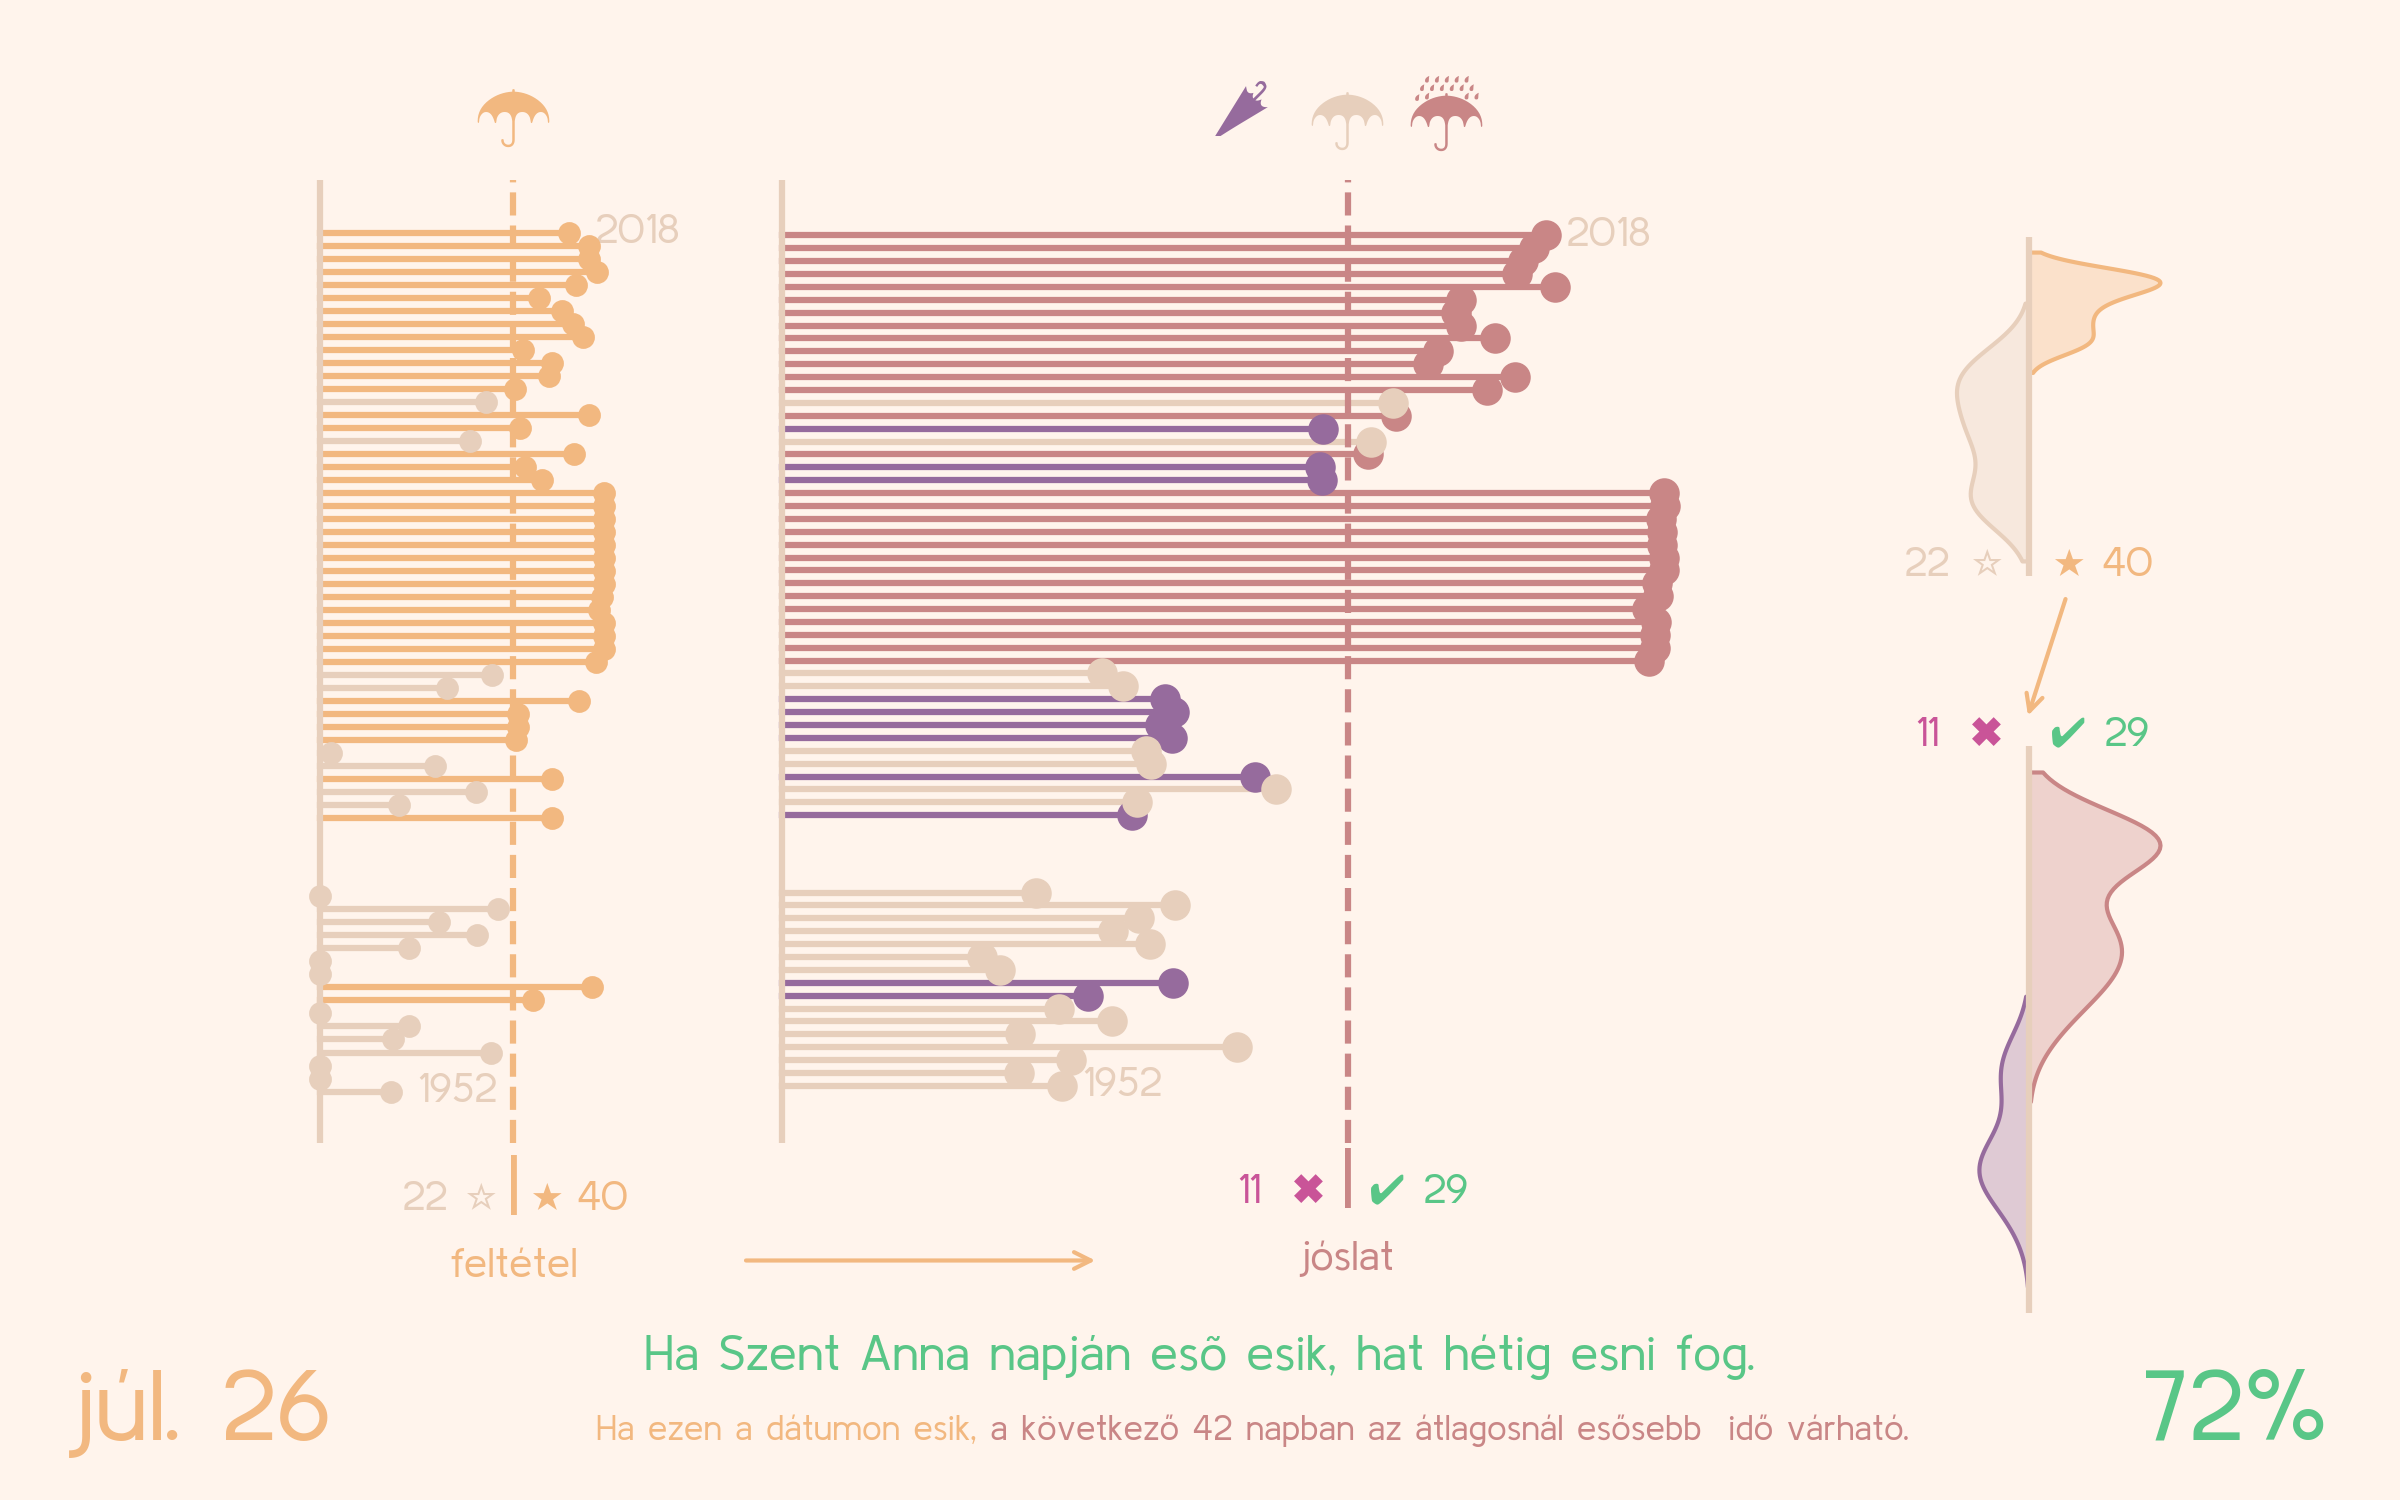 2018
2018
22 ☆ ★ 40
11 ✖ ✔ 29
1952
1952
22 ☆ ★ 40
11 ✖ ✔ 29
feltétel
jóslat
Ha Szent Anna napján esõ esik, hat hétig esni fog.
júl. 26
72%
Ha ezen a dátumon esik, a következő 42 napban az átlagosnál esősebb idő várható.